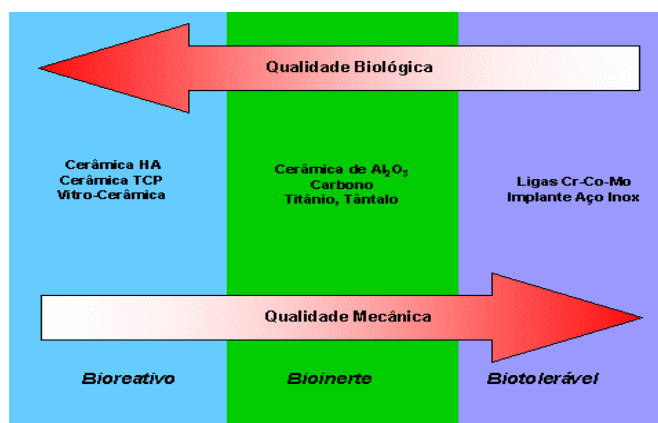 Qualidade Biológica
Cerâmica HA
Cerâmica TCP
Vitro-Cerâmica
Cerâmica de Al₂O₃
Carbono
Titânio, Tântalo
Ligas Cr-Co-Mo
Implante Aço Inox
Qualidade Mecânica
Bioreativo
Bioinerte
Biotolerável